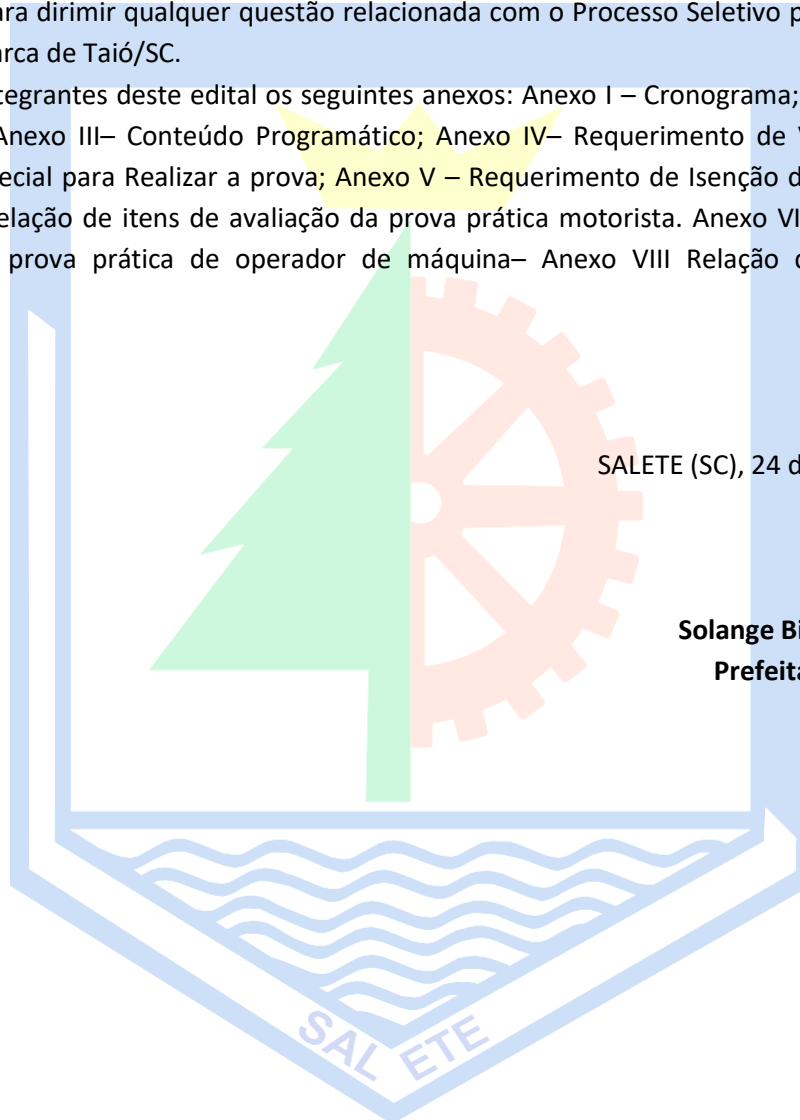 ara dirimir qualquer questão relacionada com o Processo Seletivo p
arca de Taió/SC.
tegrantes deste edital os seguintes anexos: Anexo I – Cronograma;
Anexo III– Conteúdo Programático; Anexo IV– Requerimento de V
ecial para Realizar a prova; Anexo V – Requerimento de Isenção d
elação de itens de avaliação da prova prática motorista. Anexo VI
prova prática de operador de máquina– Anexo VIII Relação d
SALETE (SC), 24 d
Solange Bi
Prefeita
SAL ETE